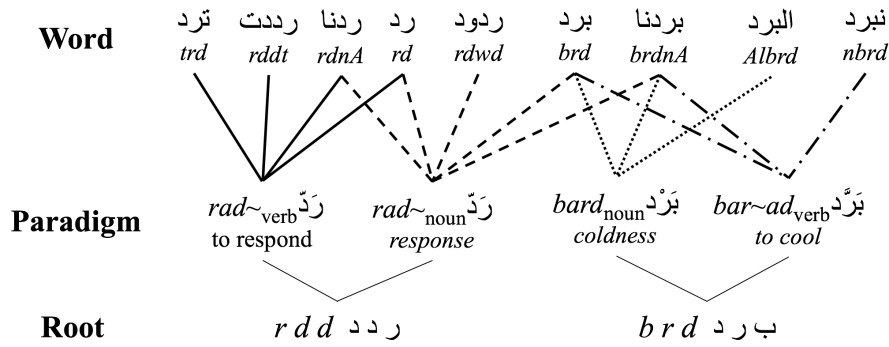 Word ترد رددت ردنا رد ردود برد بردنا البرد نبرد
trd rddt rdnA rd rdwd brd brdnA Albrd nbrd
Paradigm rad~verb رَدّ rad~noun رَدّ bardnoun بَرْد bar~adverb بَرَّد
to respond response coldness to cool
Root r d d ر د د b r d ب ر د